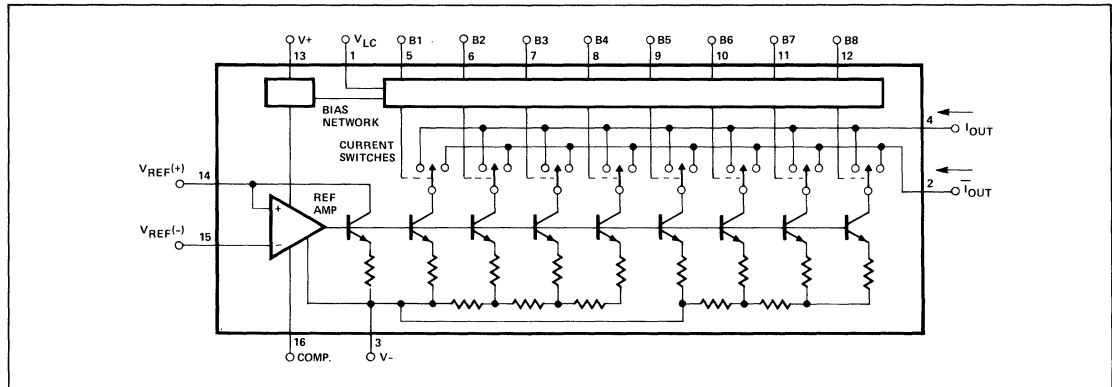 V+ V_LC B1 B2 B3 B4 B5 B6 B7 B8
13 1 5 6 7 8 9 10 11 12
BIAS
NETWORK
4
I_OUT
CURRENT
SWITCHES
V_REF(+) 14
2
I̅_OUT
REF
AMP
+
V_REF(-) 15
−
16 3
COMP. V-